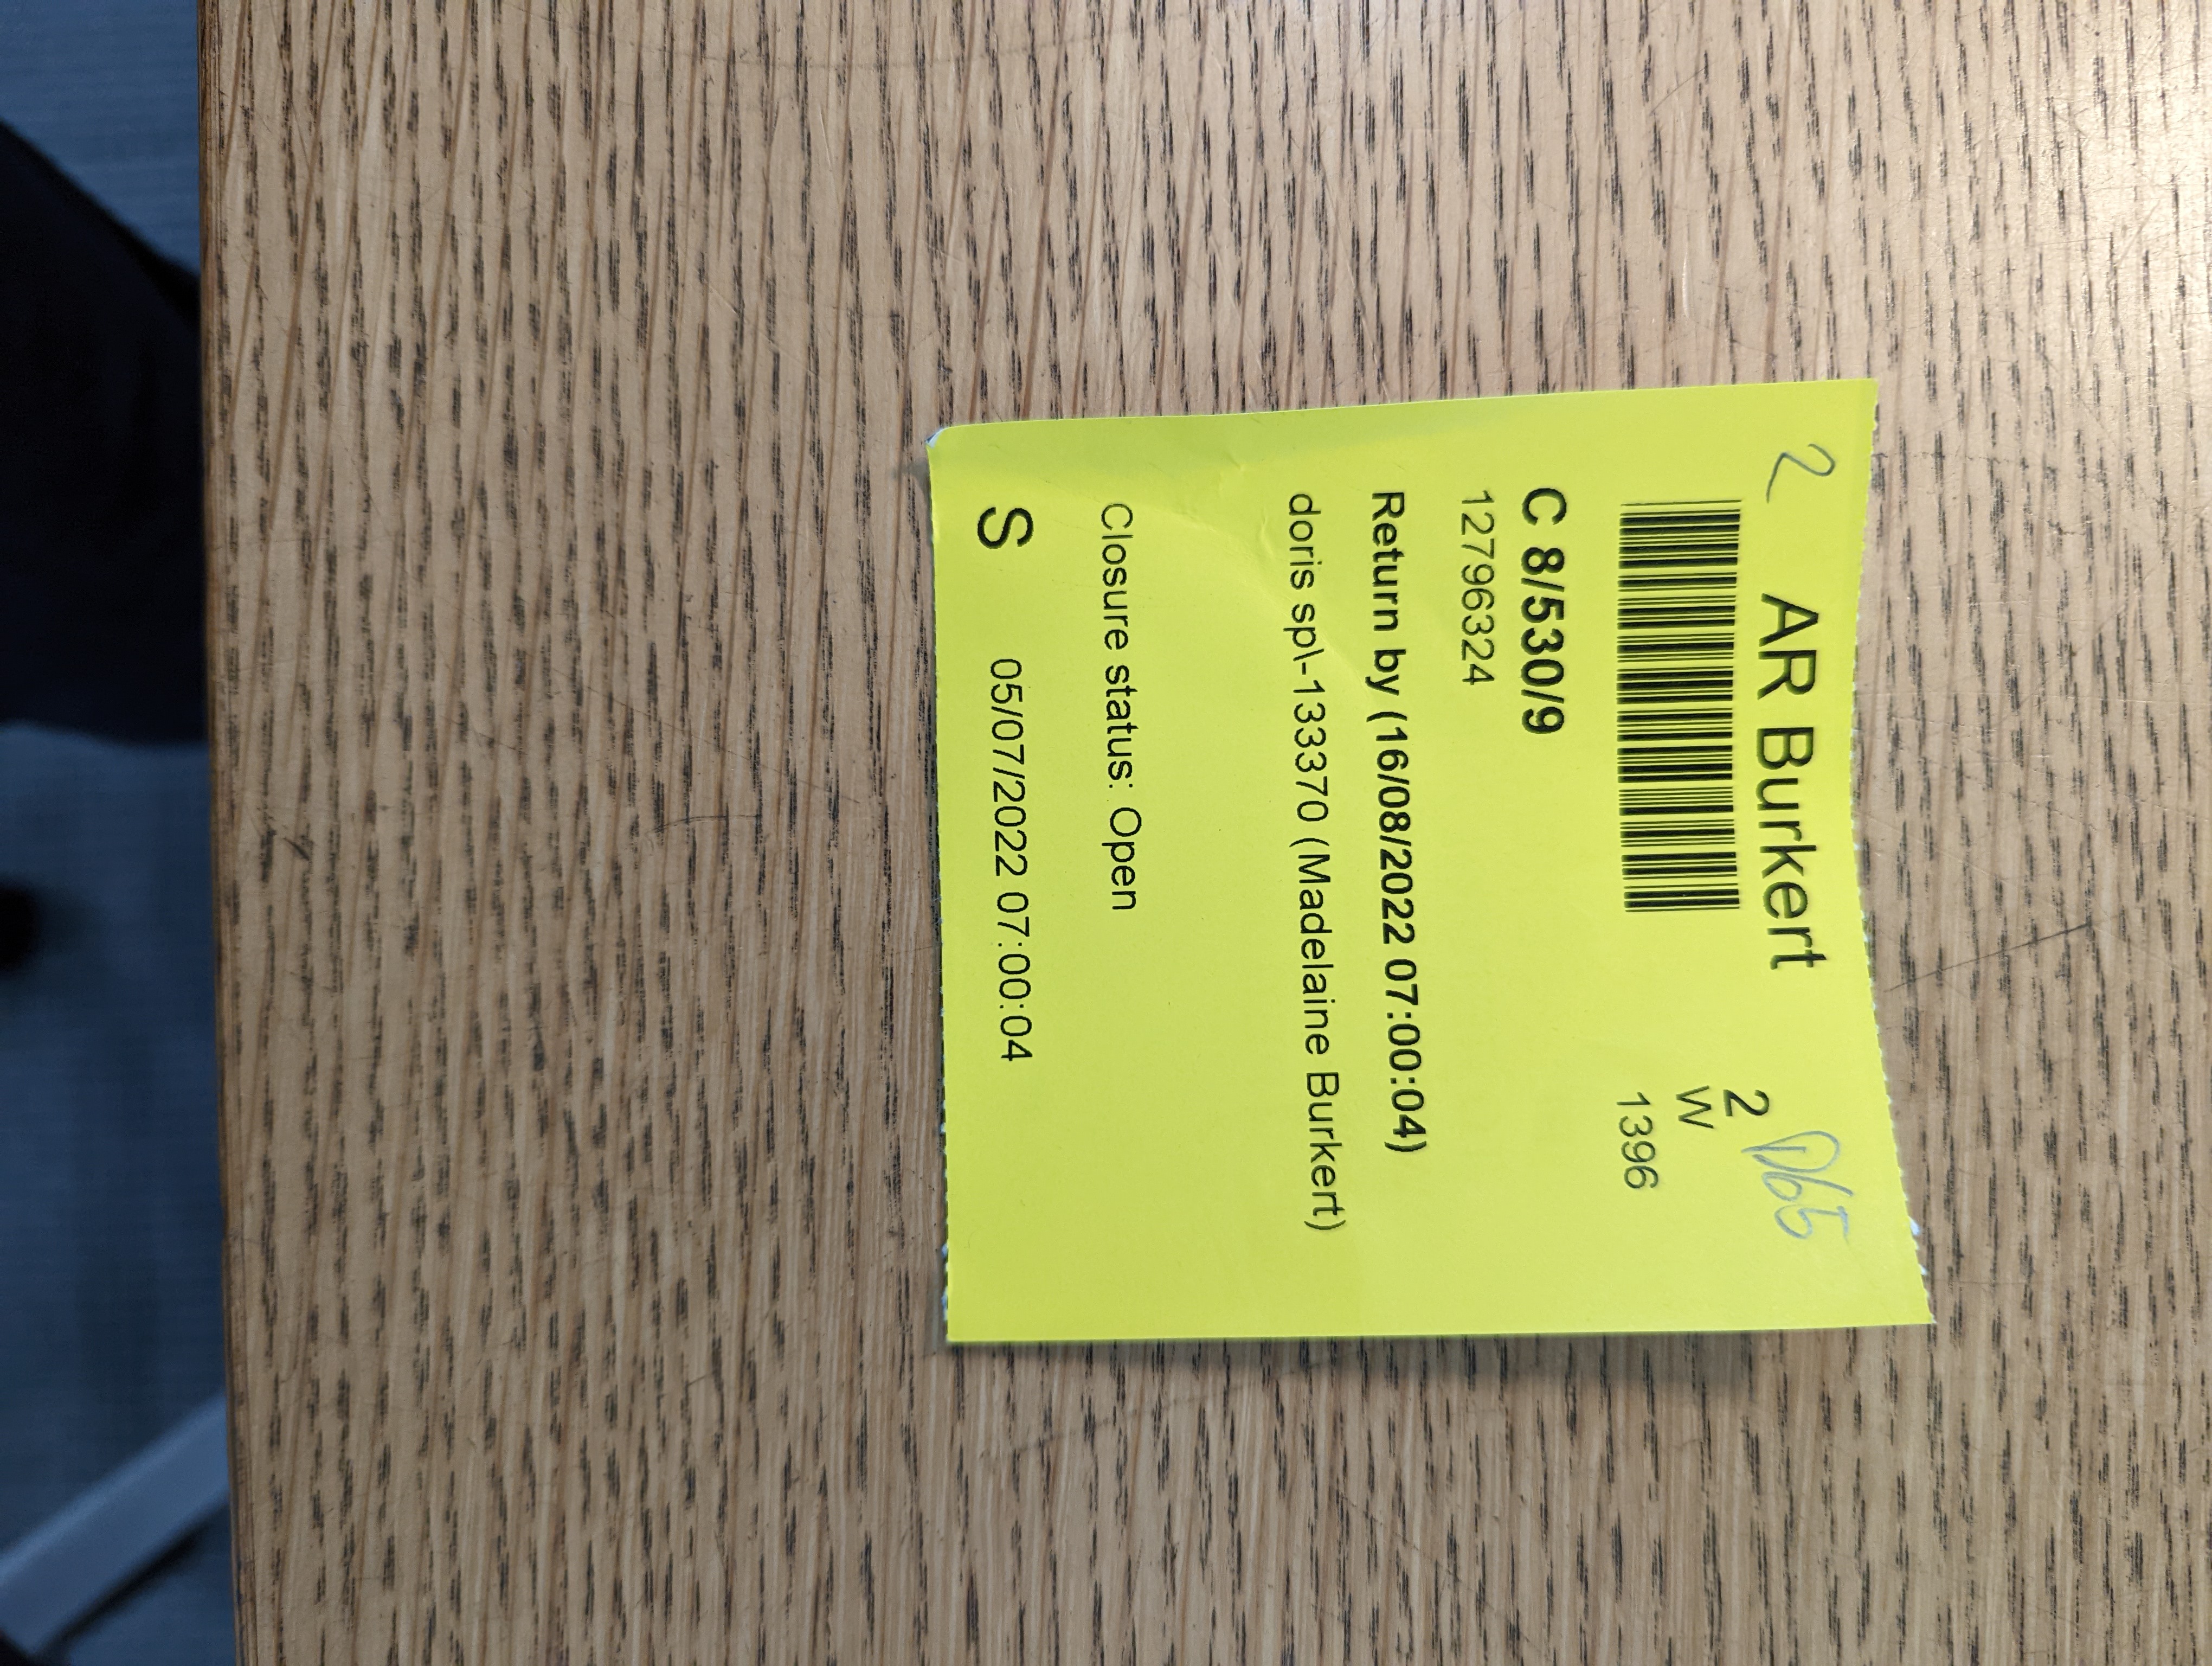 2 AR Burkert
D65
2
W
1396
C 8/530/9
12796324
Return by (16/08/2022 07:00:04)
doris spl\-133370 (Madelaine Burkert)
Closure status: Open
S 05/07/2022 07:00:04